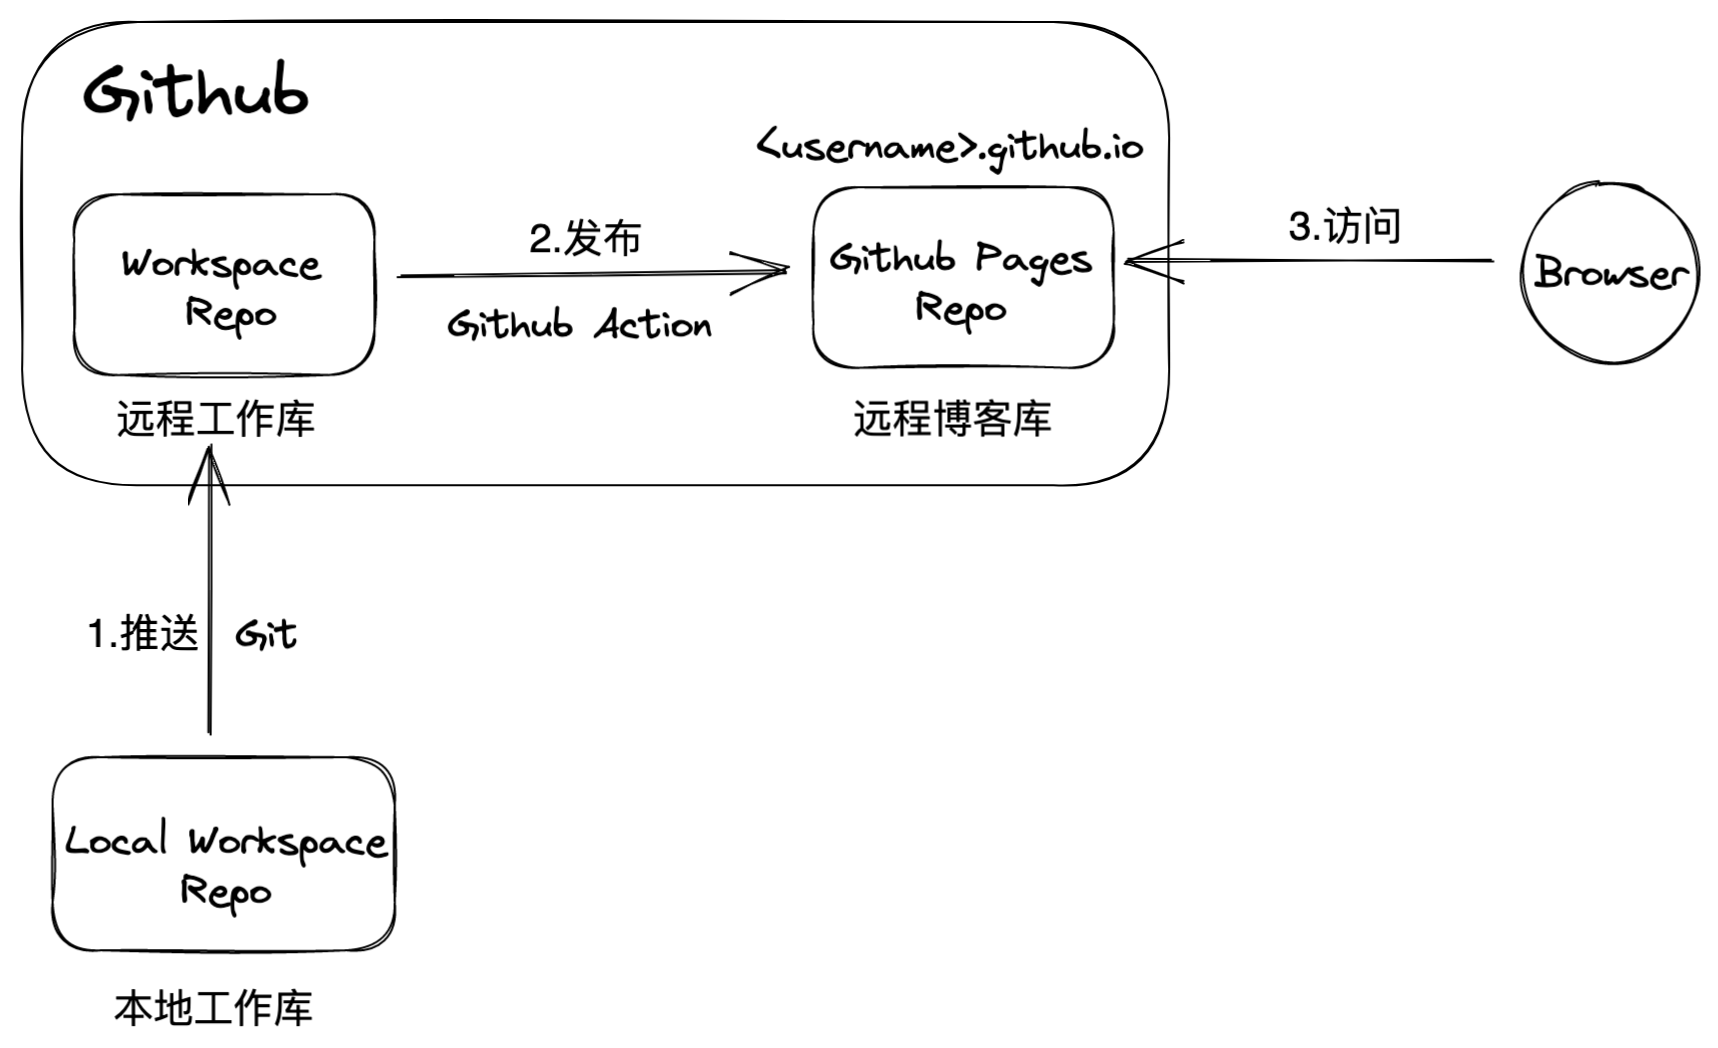 Github
<username>.github.io
Workspace
Repo
远程工作库
2.发布
Github Action
Github Pages
Repo
远程博客库
3.访问
Browser
1.推送
Git
Local Workspace
Repo
本地工作库